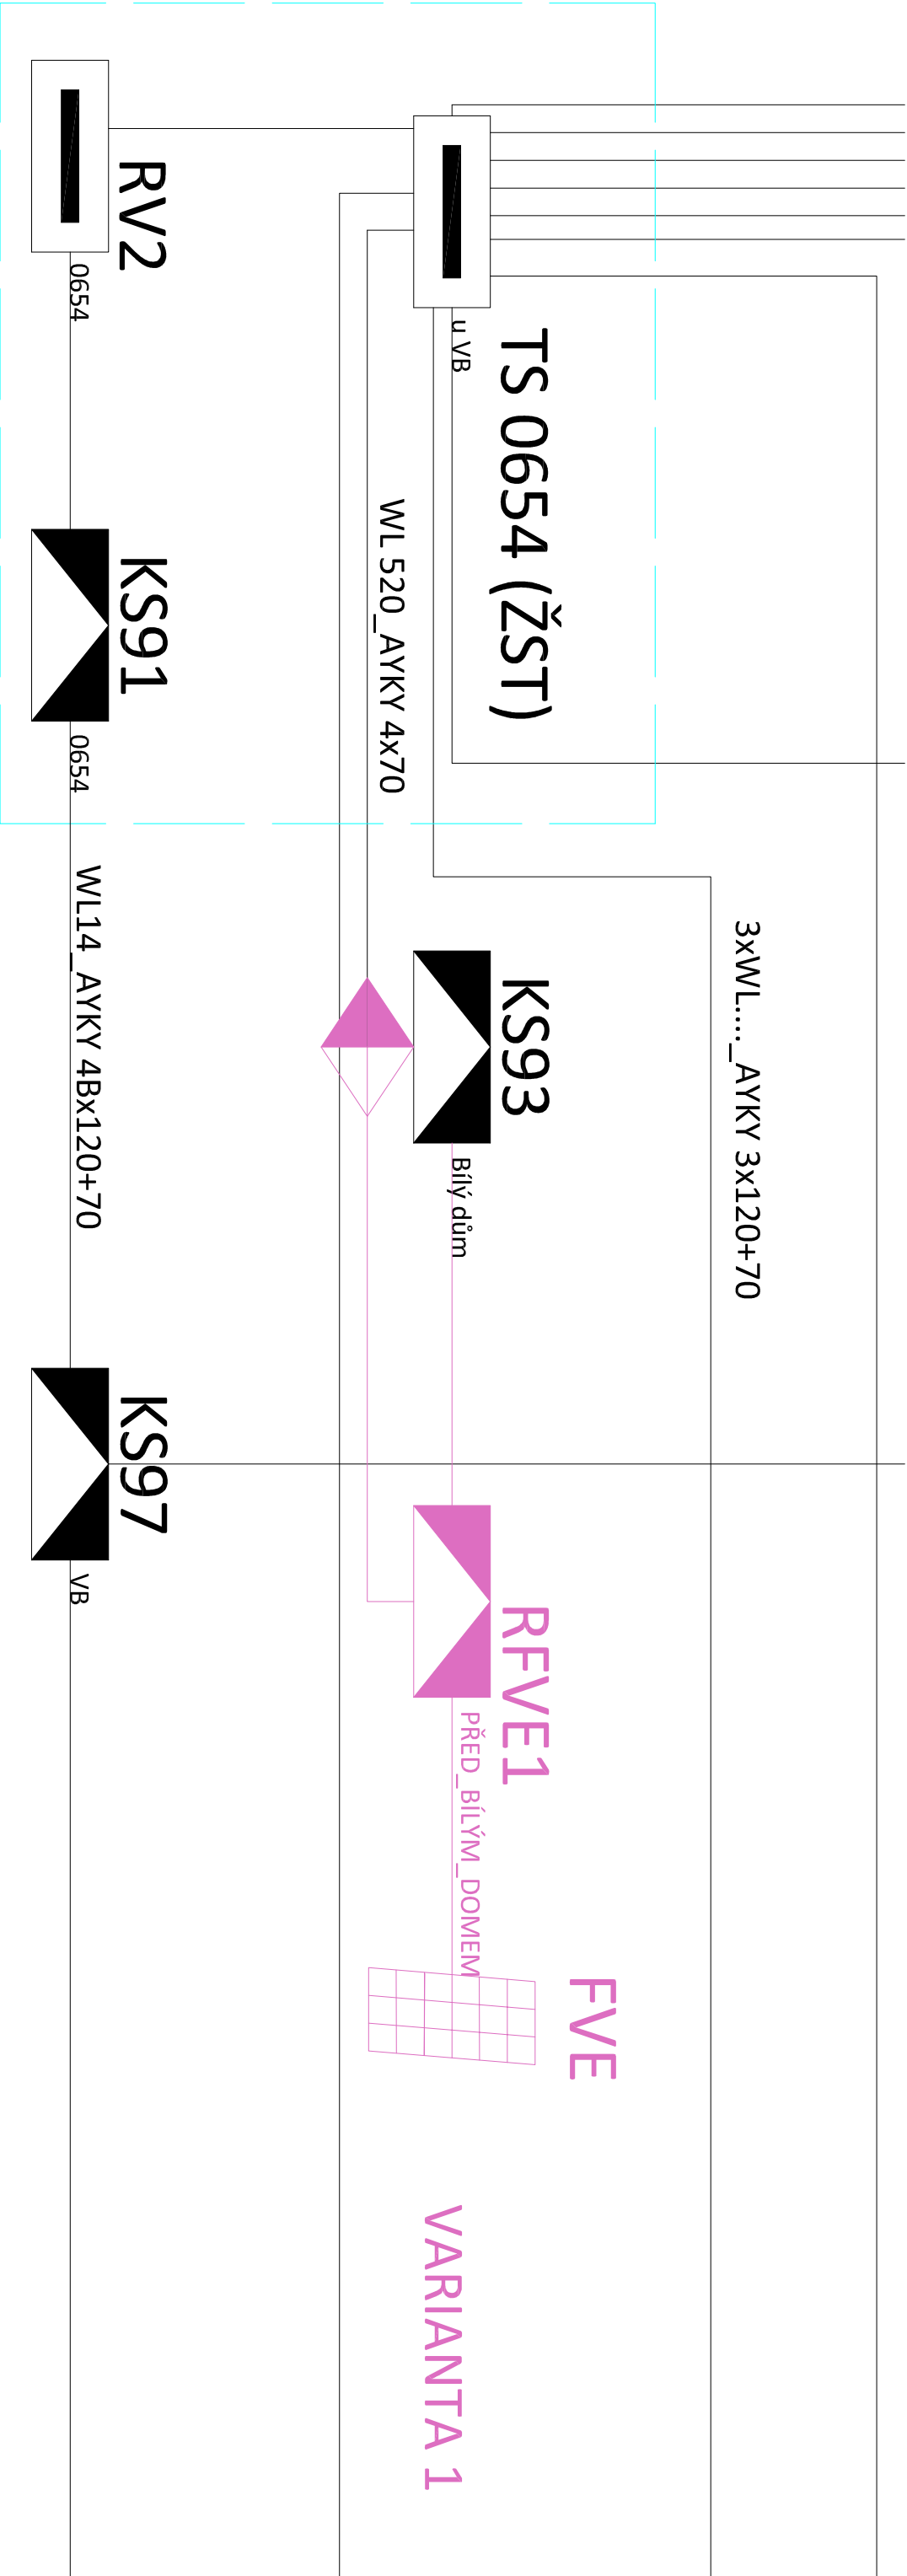 RV2
0654
TS 0654 (ŽST)
u VB
KS91
0654
WL 520_AYKY 4x70
WL14_AYKY 4Bx120+70
3xWL...._AYKY 3x120+70
KS93
Bílý dům
KS97
VB
RFVE1
PŘED_BÍLÝM_DOMEM
FVE
VARIANTA 1